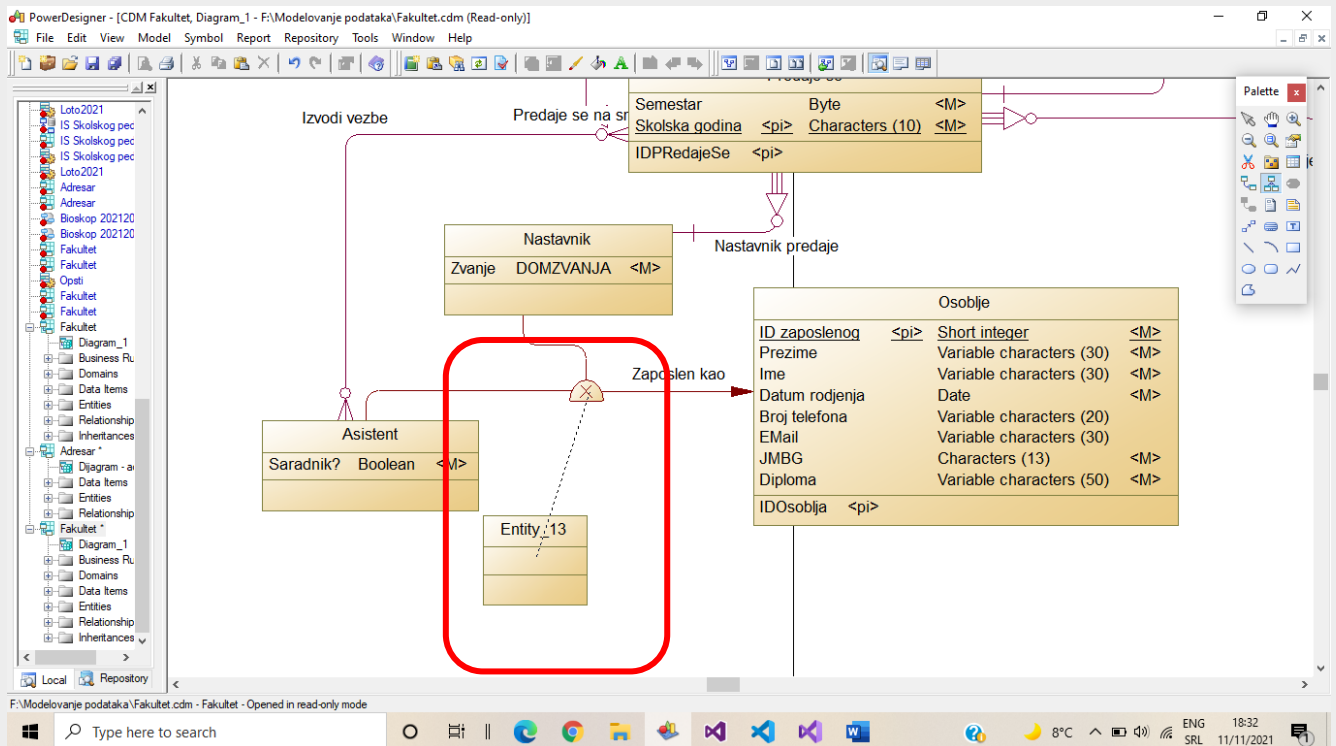 PowerDesigner - [CDM Fakultet, Diagram_1 - F:\Modelovanje podataka\Fakultet.cdm (Read-only)]
File Edit View Model Symbol Report Repository Tools Window Help
Loto2021
IS Skolskog pec
IS Skolskog pec
IS Skolskog pec
Loto2021
Adresar
Adresar
Bioskop 202120
Bioskop 202120
Fakultet
Fakultet
Opsti
Fakultet
Fakultet
Fakultet
Diagram_1
Business Ru
Domains
Data Items
Entities
Relationship
Inheritances
Adresar *
Dijagram - a
Data Items
Entities
Relationship
Fakultet *
Diagram_1
Business Ru
Domains
Data Items
Entities
Relationship
Inheritances
Local Repository
Izvodi vezbe
Predaje se na sr
Semestar Byte <M>
Skolska godina <pi> Characters (10) <M>
IDPRedajeSe <pi>
Nastavnik
Zvanje DOMZVANJA <M>
Nastavnik predaje
Zaposlen kao
Asistent
Saradnik? Boolean <M>
Entity_13
Osoblje
ID zaposlenog <pi> Short integer <M>
Prezime Variable characters (30) <M>
Ime Variable characters (30) <M>
Datum rodjenja Date <M>
Broj telefona Variable characters (20)
EMail Variable characters (30)
JMBG Characters (13) <M>
Diploma Variable characters (50) <M>
IDOsoblja <pi>
Palette
je
F:\Modelovanje podataka\Fakultet.cdm - Fakultet - Opened in read-only mode
Type here to search
8°C
ENG
SRL
18:32
11/11/2021